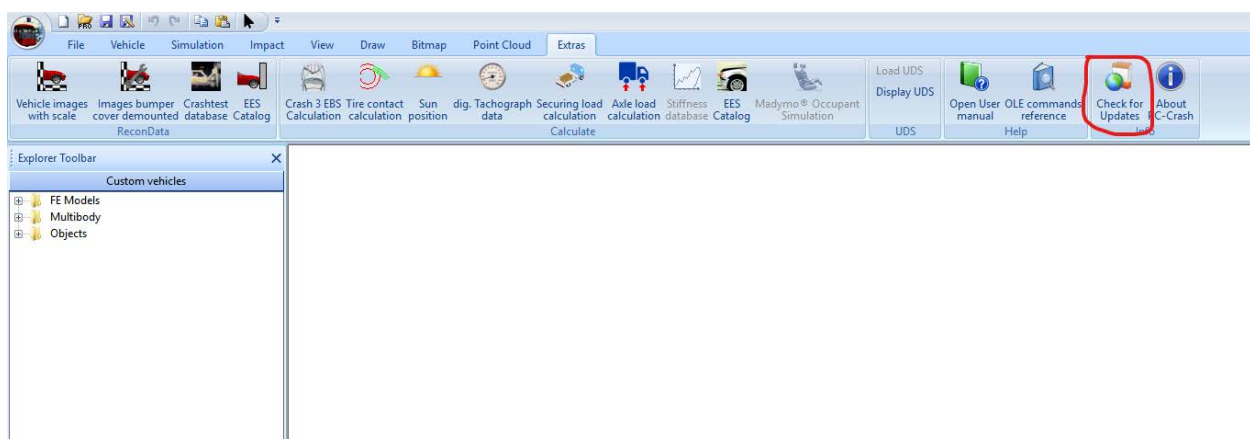 PRO
File Vehicle Simulation Impact View Draw Bitmap Point Cloud Extras
Vehicle images with scale
Images bumper cover demounted
Crashtest database
EES Catalog
ReconData
Crash 3 EBS Calculation
Tire contact calculation
Sun position
dig. Tachograph data
Securing load calculation
Axle load calculation
Stiffness database
EES Catalog
Madymo® Occupant Simulation
Calculate
Load UDS
Display UDS
UDS
Open User manual
OLE commands reference
Help
Check for Updates
About PC-Crash
Info
Explorer Toolbar
Custom vehicles
FE Models
Multibody
Objects